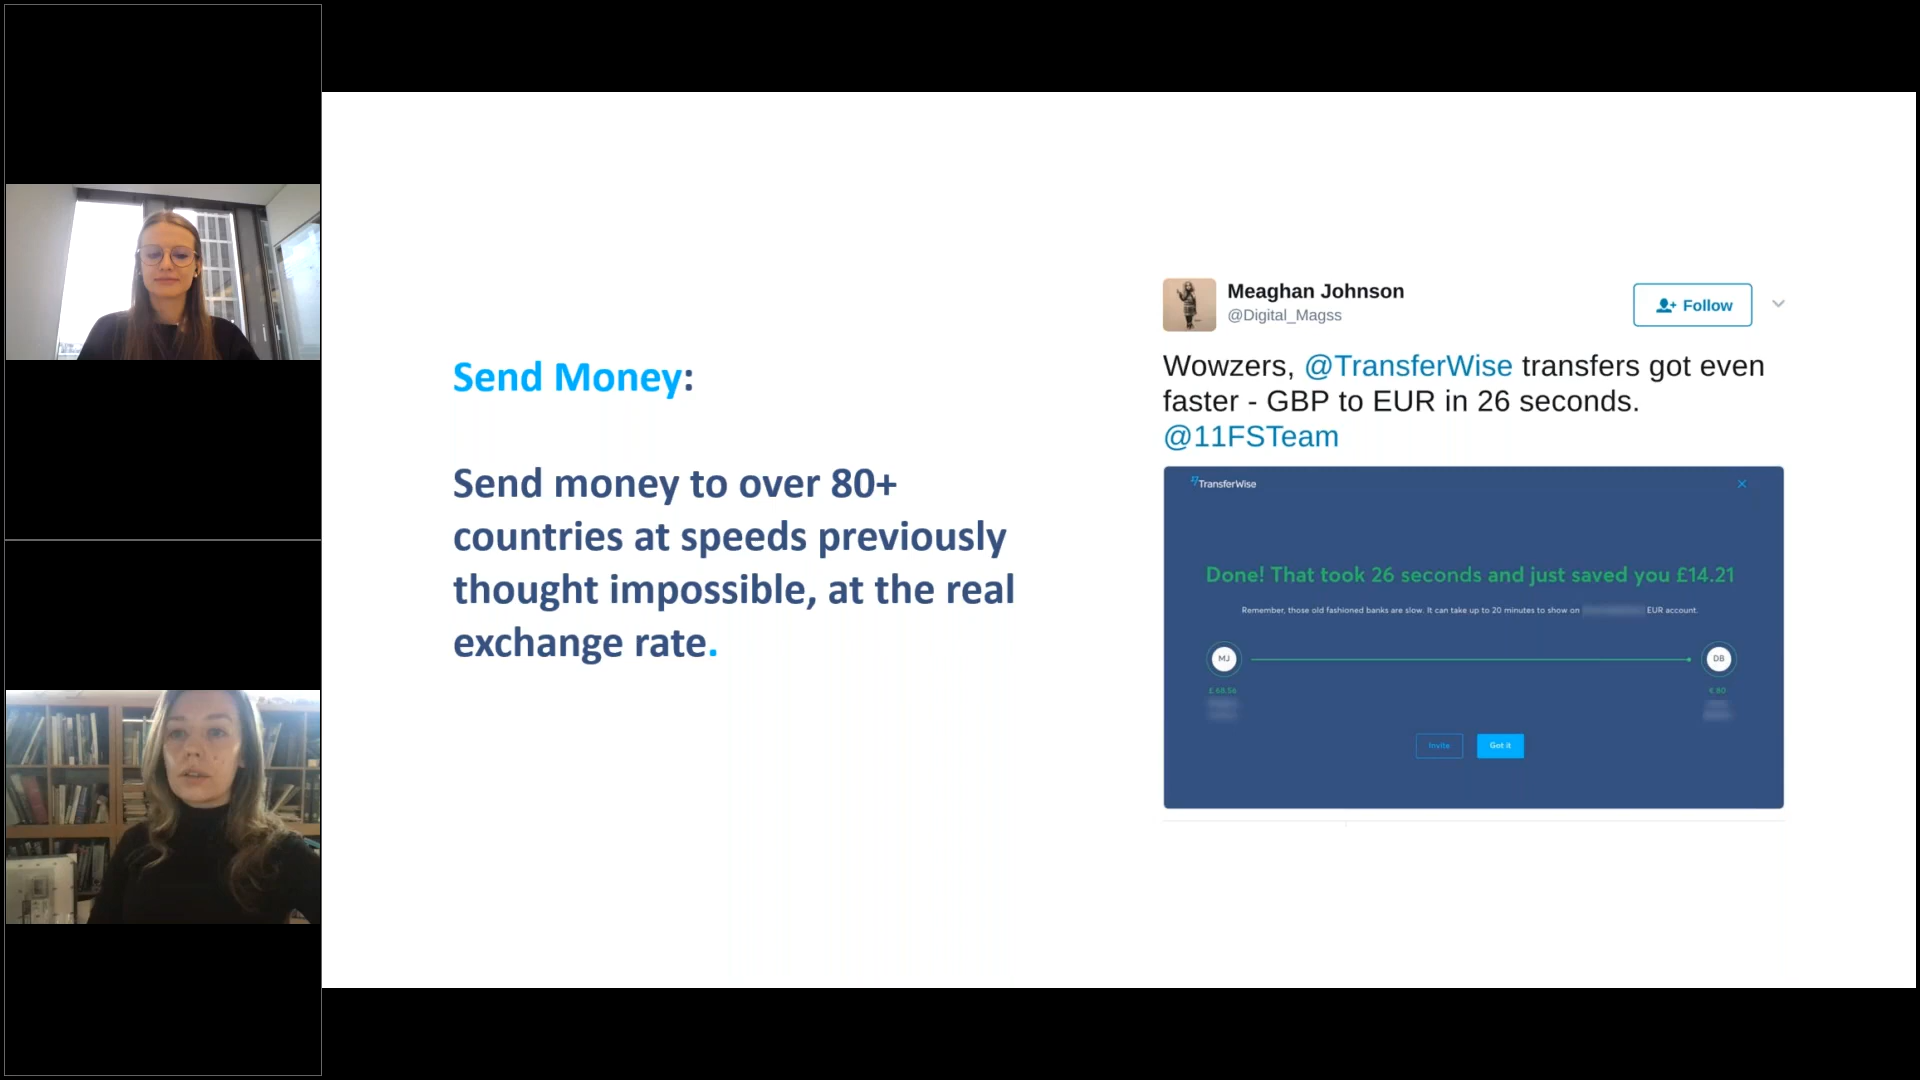 Send Money:
Send money to over 80+
countries at speeds previously
thought impossible, at the real
exchange rate.
Meaghan Johnson
@Digital_Magss
Follow
Wowzers, @TransferWise transfers got even
faster - GBP to EUR in 26 seconds.
@11FSTeam
TransferWise
Done! That took 26 seconds and just saved you £14.21
Remember, those old fashioned banks are slow. It can take up to 20 minutes to show on EUR account.
MJ
DB
£ 68.56
€ 80
Invite
Got it